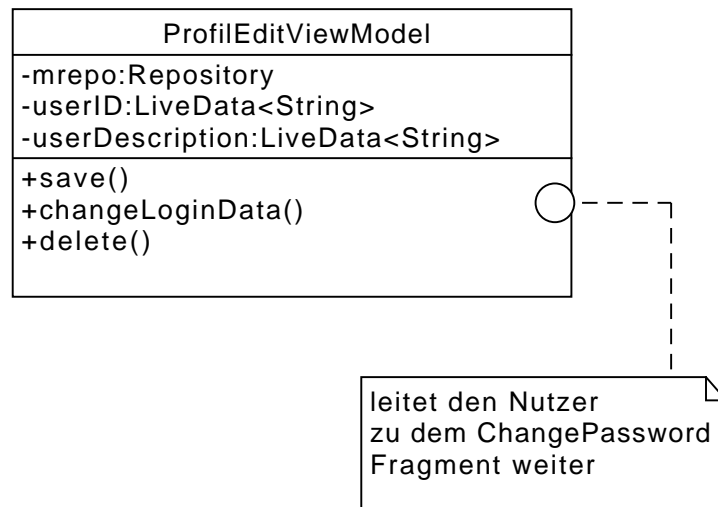 ProfilEditViewModel
-mrepo:Repository
-userID:LiveData<String>
-userDescription:LiveData<String>
+save()
+changeLoginData()
+delete()
leitet den Nutzer
zu dem ChangePassword
Fragment weiter